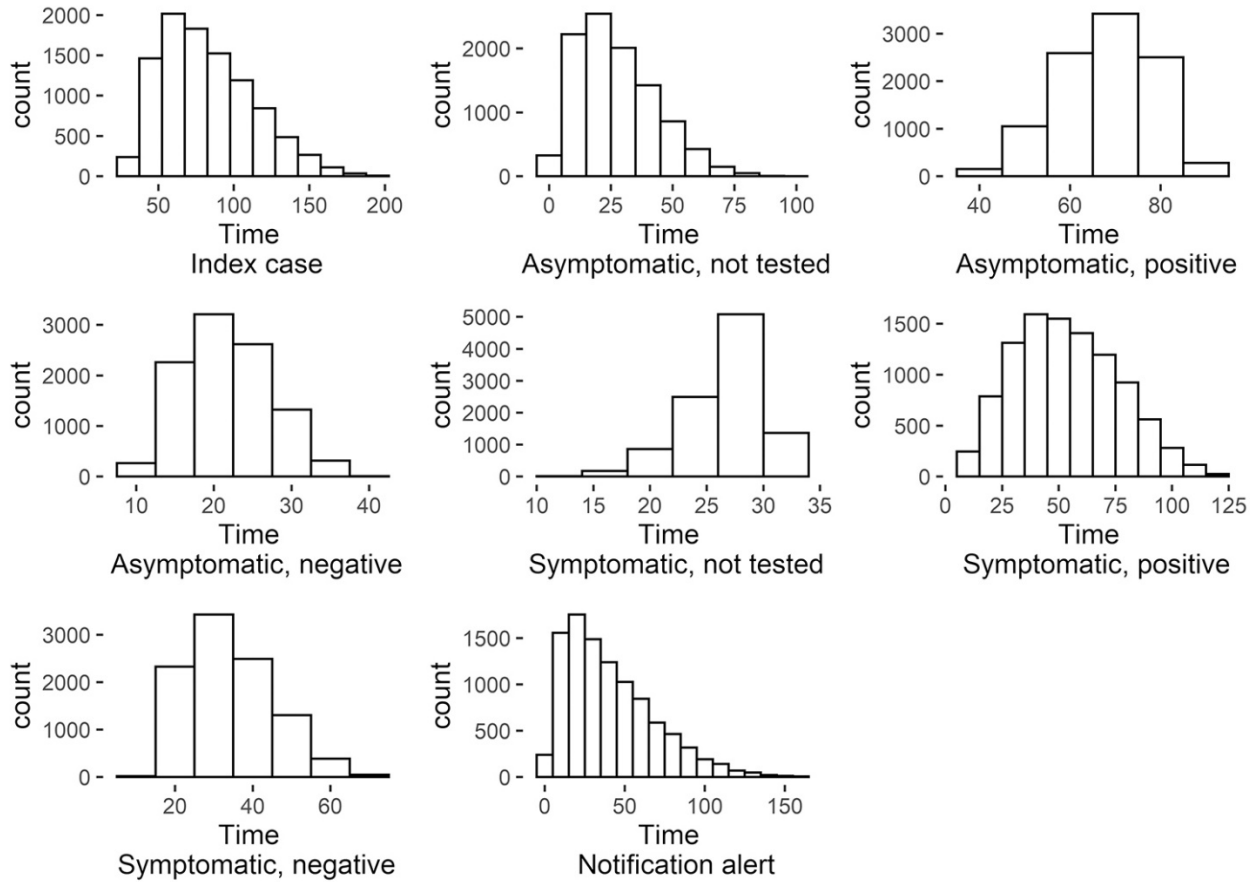 2000
1500
1000
500
0
count
50 100 150 200
Time
Index case
2000
1000
0
count
0 25 50 75 100
Time
Asymptomatic, not tested
3000
2000
1000
0
count
40 60 80
Time
Asymptomatic, positive
3000
2000
1000
0
count
10 20 30 40
Time
Asymptomatic, negative
5000
4000
3000
2000
1000
0
count
10 15 20 25 30 35
Time
Symptomatic, not tested
1500
1000
500
0
count
0 25 50 75 100 125
Time
Symptomatic, positive
3000
2000
1000
0
count
20 40 60
Time
Symptomatic, negative
1500
1000
500
0
count
0 50 100 150
Time
Notification alert